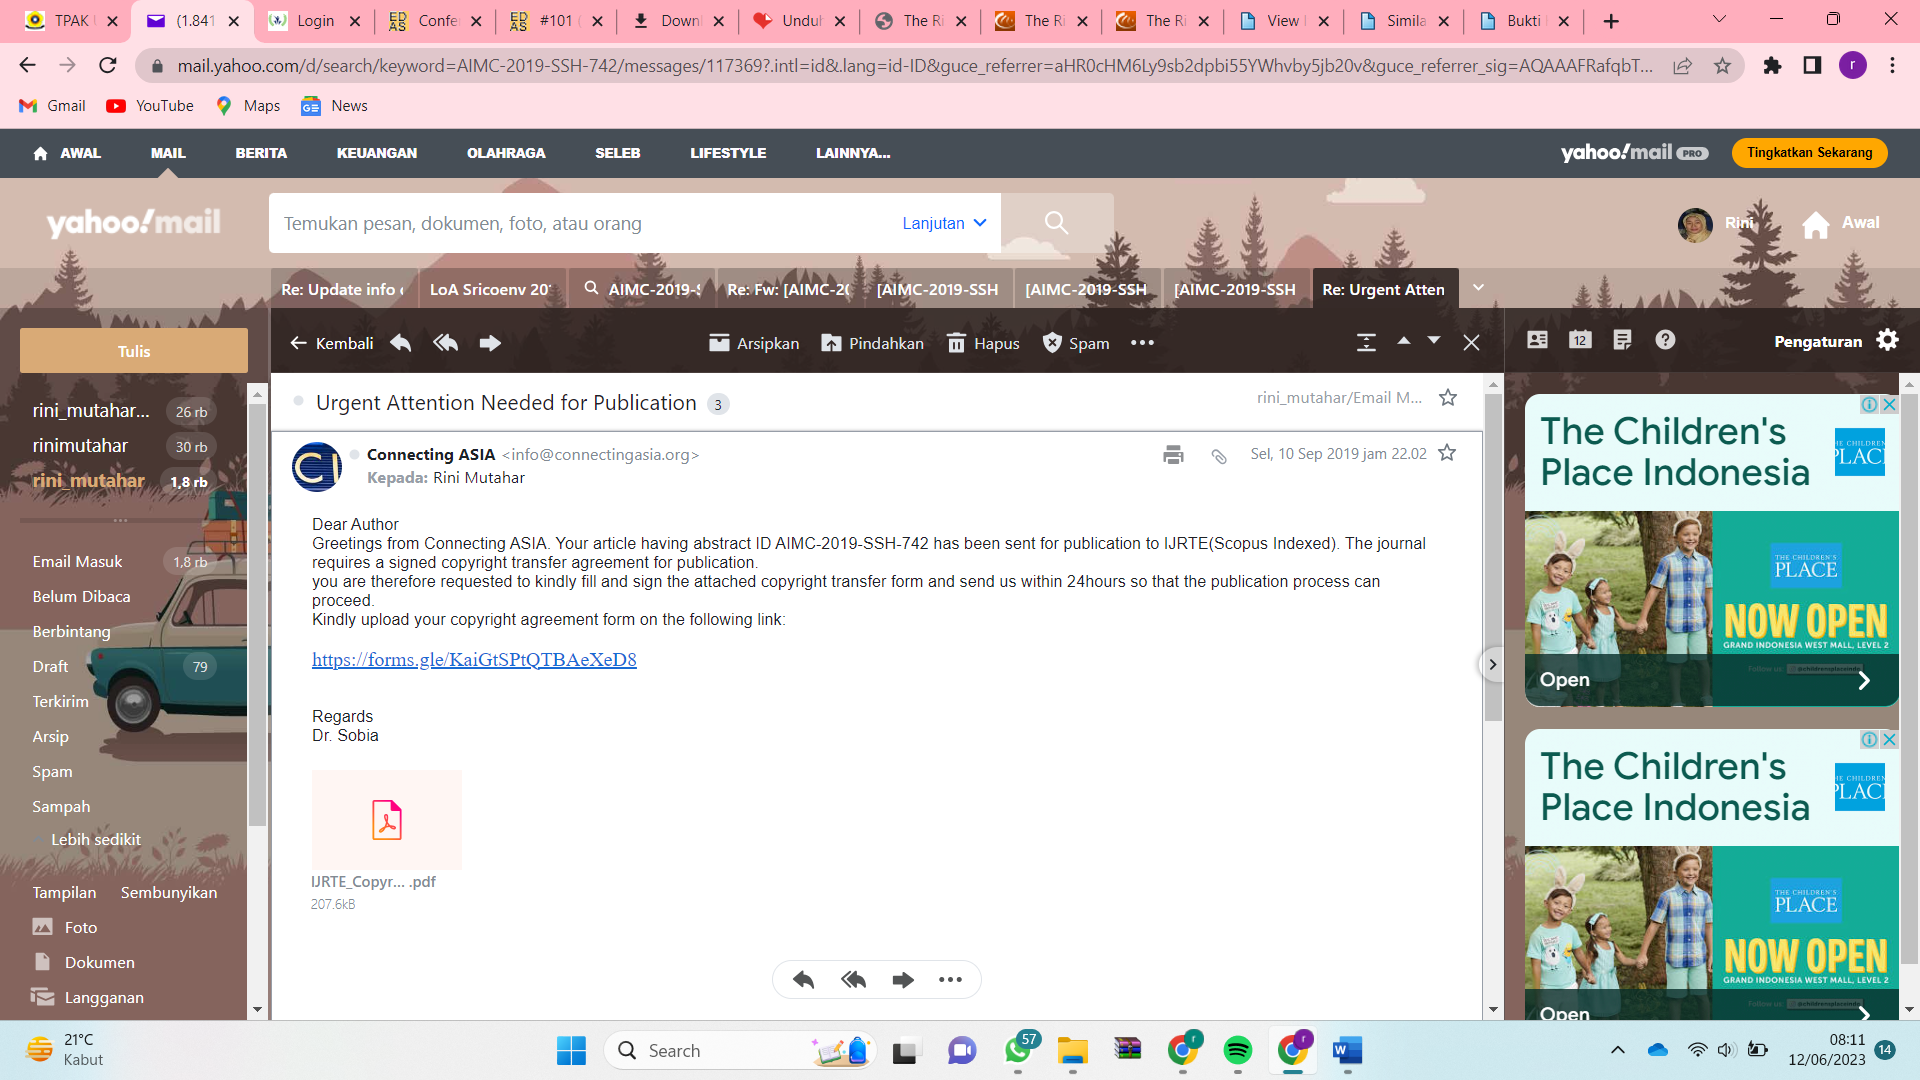 TPAK U
(1.841
Login
Confer
#101 (
Downl
Unduh
The Ri
The Ri
The Ri
View
Simila
Bukti
mail.yahoo.com/d/search/keyword=AIMC-2019-SSH-742/messages/117369?.intl=id&.lang=id-ID&guce_referrer=aHR0cHM6Ly9sb2dpbi55YWhvby5jb20v&guce_referrer_sig=AQAAAFRafqbT...
r
Gmail
YouTube
Maps
News
AWAL
MAIL
BERITA
KEUANGAN
OLAHRAGA
SELEB
LIFESTYLE
LAINNYA...
yahoo!mail PRO
Tingkatkan Sekarang
yahoo!mail
Temukan pesan, dokumen, foto, atau orang
Lanjutan
Rini
Awal
Re: Update info
LoA Sricoenv 20
AIMC-2019-S
Re: Fw: [AIMC-20
[AIMC-2019-SSH
[AIMC-2019-SSH
[AIMC-2019-SSH
Re: Urgent Atten
Tulis
Kembali
Arsipkan
Pindahkan
Hapus
Spam
12
Pengaturan
rini_mutahar... 26 rb
rinimutahar 30 rb
rini_mutahar 1,8 rb
Email Masuk 1,8 rb
Belum Dibaca
Berbintang
Draft 79
Terkirim
Arsip
Spam
Sampah
Lebih sedikit
Tampilan Sembunyikan
Foto
Dokumen
Langganan
Urgent Attention Needed for Publication 3
rini_mutahar/Email M...
Connecting ASIA <info@connectingasia.org>
Sel, 10 Sep 2019 jam 22.02
Kepada: Rini Mutahar
Dear Author
Greetings from Connecting ASIA. Your article having abstract ID AIMC-2019-SSH-742 has been sent for publication to IJRTE(Scopus Indexed). The journal
requires a signed copyright transfer agreement for publication.
you are therefore requested to kindly fill and sign the attached copyright transfer form and send us within 24hours so that the publication process can
proceed.
Kindly upload your copyright agreement form on the following link:
https://forms.gle/KaiGtSPtQTBAeXeD8
Regards
Dr. Sobia
IJRTE_Copyr... .pdf
207.6kB
The Children's
Place Indonesia
THE CHILDREN'S
PLACE
NOW OPEN
GRAND INDONESIA WEST MALL, LEVEL 2
Open
The Children's
Place Indonesia
THE CHILDREN'S
PLACE
NOW OPEN
GRAND INDONESIA WEST MALL, LEVEL 2
Open
21°C
Kabut
Search
57
08:11
12/06/2023
14